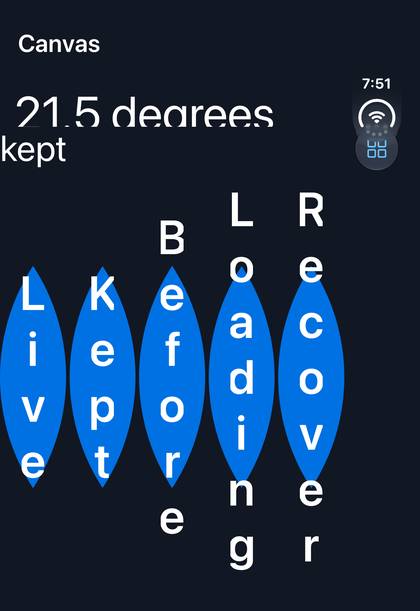 Canvas
7:51
21.5 degrees
kept
Live
Kept
Before
Loading
Recover